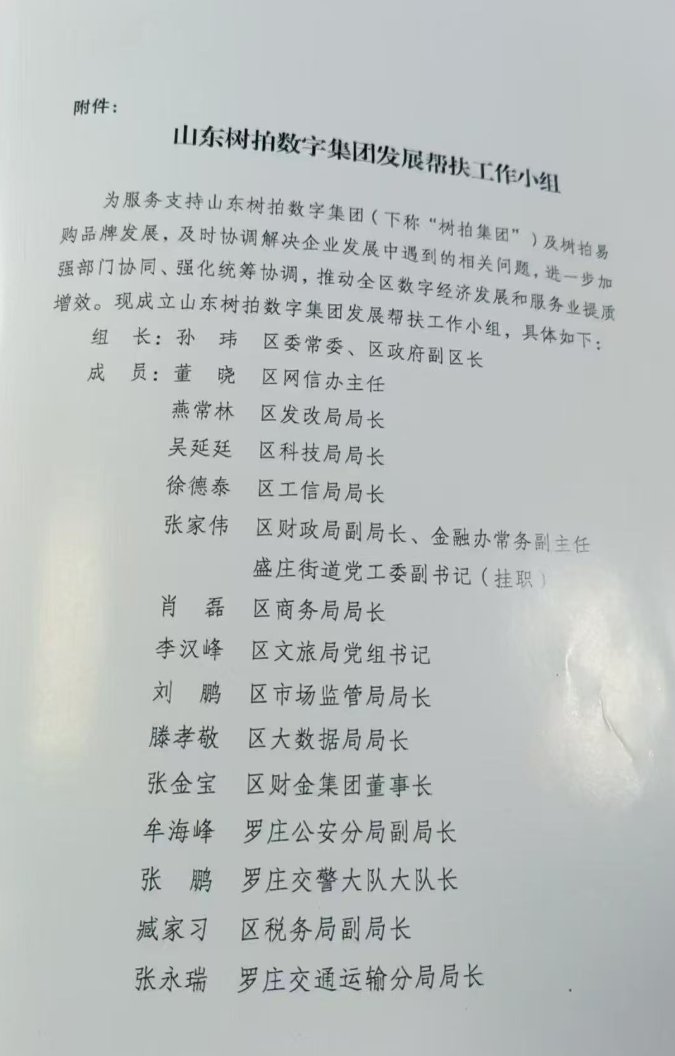 附件：
山东树拍数字集团发展帮扶工作小组
为服务支持山东树拍数字集团（下称“树拍集团”）及树拍易
购品牌发展，及时协调解决企业发展中遇到的相关问题，进一步加
强部门协同、强化统筹协调，推动全区数字经济发展和服务业提质
增效。现成立山东树拍数字集团发展帮扶工作小组，具体如下：
组 长：孙 玮 区委常委、区政府副区长
成 员：董 晓 区网信办主任
燕常林 区发改局局长
吴延廷 区科技局局长
徐德泰 区工信局局长
张家伟 区财政局副局长、金融办常务副主任
盛庄街道党工委副书记（挂职）
肖 磊 区商务局局长
李汉峰 区文旅局党组书记
刘 鹏 区市场监管局局长
滕孝敬 区大数据局局长
张金宝 区财金集团董事长
牟海峰 罗庄公安分局副局长
张 鹏 罗庄交警大队大队长
臧家习 区税务局副局长
张永瑞 罗庄交通运输分局局长